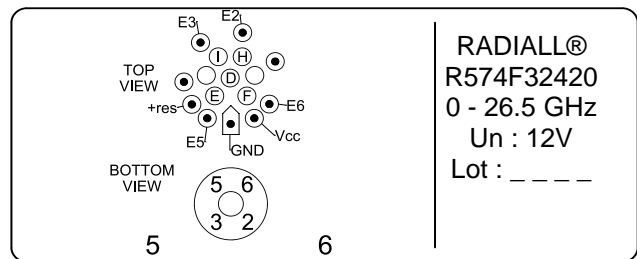 E2
E3
I H
TOP
VIEW
D
E F
+res
E6
E5
Vcc
GND
BOTTOM
VIEW
5 6
3 2
5 6
RADIALL®
R574F32420
0 - 26.5 GHz
Un : 12V
Lot : _ _ _ _